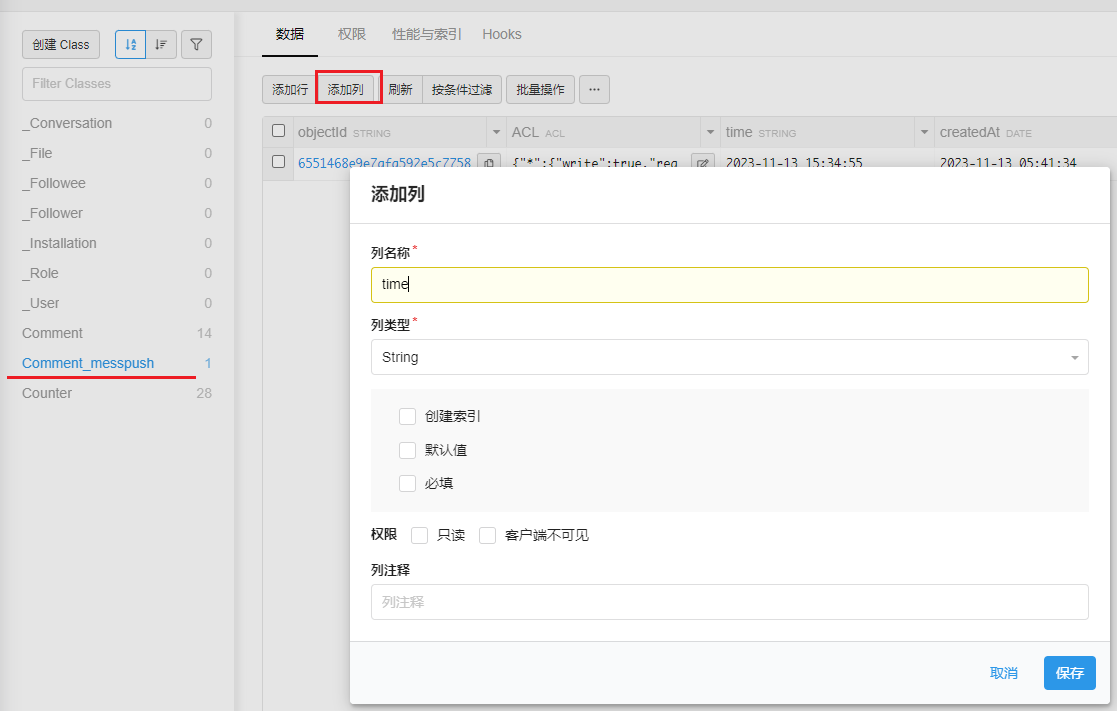 创建 Class
Filter Classes
_Conversation 0
_File 0
_Followee 0
_Follower 0
_Installation 0
_Role 0
_User 0
Comment 14
Comment_messpush 1
Counter 28
数据 权限 性能与索引 Hooks
添加行 添加列 刷新 按条件过滤 批量操作 ...
objectId STRING ACL ACL time STRING createdAt DATE
{"*":{"write":true,"rea 2023-11-13 15:34:55 2023-11-13 05:41:34
添加列
列名称*
time
列类型*
String
创建索引
默认值
必填
权限 只读 客户端不可见
列注释
列注释
取消 保存